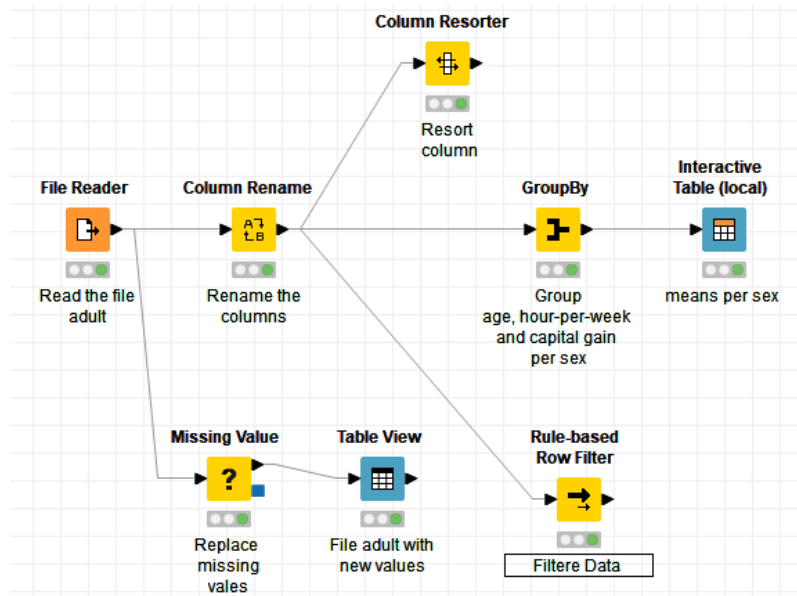 Column Resorter
Resort
column
File Reader
Read the file
adult
Column Rename
A
B
Rename the
columns
GroupBy
Group
age, hour-per-week
and capital gain
per sex
Interactive
Table (local)
means per sex
Missing Value
?
Replace
missing
vales
Table View
File adult with
new values
Rule-based
Row Filter
Filtere Data